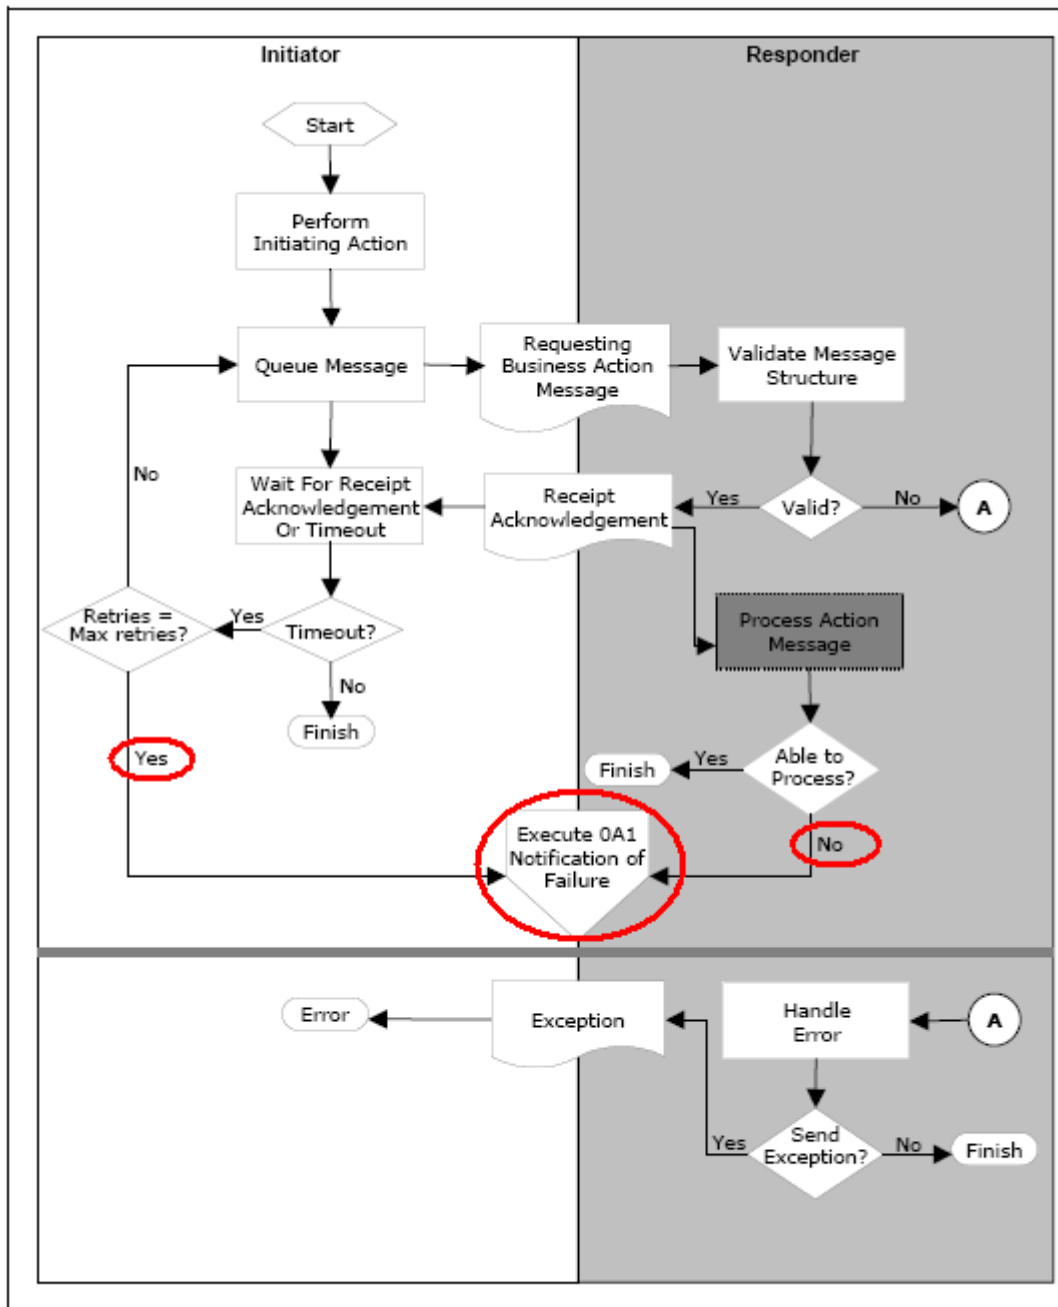 Initiator
Responder
Start
Perform
Initiating Action
Queue Message
Requesting
Business Action
Message
Validate Message
Structure
No
Wait For Receipt
Acknowledgement
Or Timeout
Receipt
Acknowledgement
Yes
Valid?
No
A
Retries =
Max retries?
Yes
Timeout?
Process Action
Message
No
Finish
Yes
Finish
Yes
Able to
Process?
Execute 0A1
Notification of
Failure
No
Error
Exception
Handle
Error
A
Yes
Send
Exception?
No
Finish